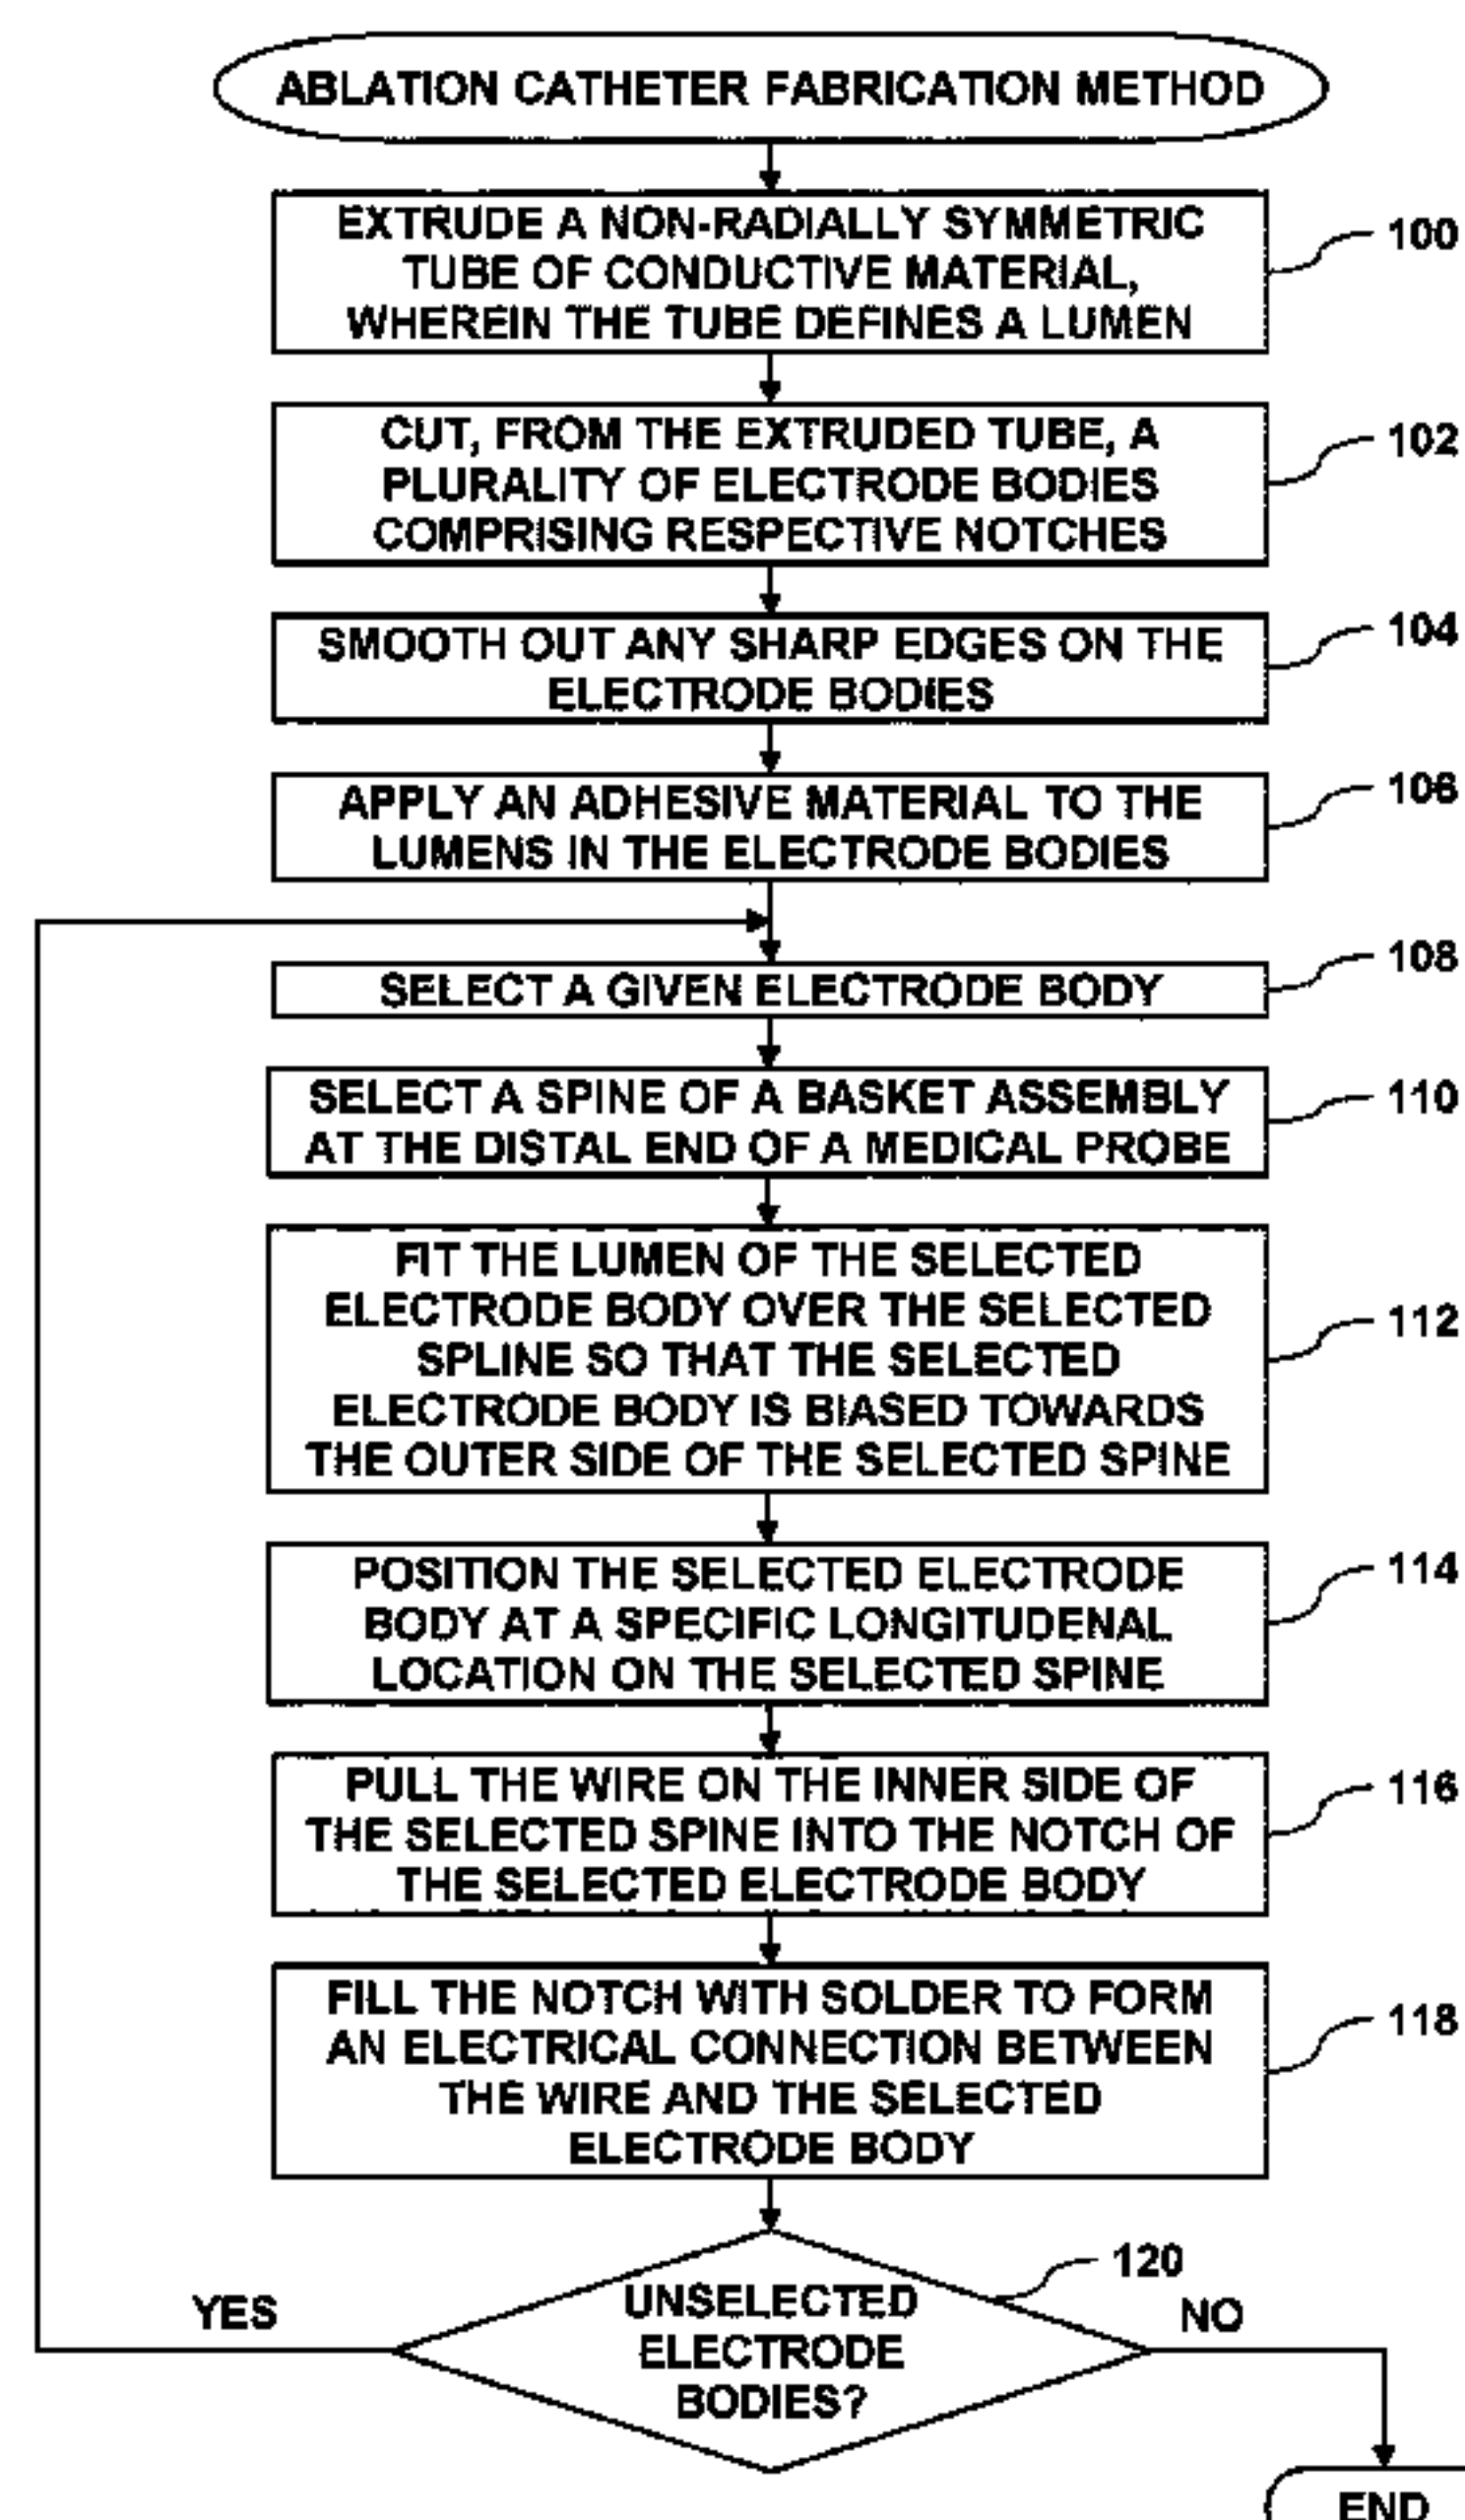 ABLATION CATHETER FABRICATION METHOD
EXTRUDE A NON-RADIALLY SYMMETRIC
TUBE OF CONDUCTIVE MATERIAL,
WHEREIN THE TUBE DEFINES A LUMEN
100
CUT, FROM THE EXTRUDED TUBE, A
PLURALITY OF ELECTRODE BODIES
COMPRISING RESPECTIVE NOTCHES
102
SMOOTH OUT ANY SHARP EDGES ON THE
ELECTRODE BODIES
104
APPLY AN ADHESIVE MATERIAL TO THE
LUMENS IN THE ELECTRODE BODIES
106
SELECT A GIVEN ELECTRODE BODY
108
SELECT A SPINE OF A BASKET ASSEMBLY
AT THE DISTAL END OF A MEDICAL PROBE
110
FIT THE LUMEN OF THE SELECTED
ELECTRODE BODY OVER THE SELECTED
SPLINE SO THAT THE SELECTED
ELECTRODE BODY IS BIASED TOWARDS
THE OUTER SIDE OF THE SELECTED SPINE
112
POSITION THE SELECTED ELECTRODE
BODY AT A SPECIFIC LONGITUDENAL
LOCATION ON THE SELECTED SPINE
114
PULL THE WIRE ON THE INNER SIDE OF
THE SELECTED SPINE INTO THE NOTCH OF
THE SELECTED ELECTRODE BODY
116
FILL THE NOTCH WITH SOLDER TO FORM
AN ELECTRICAL CONNECTION BETWEEN
THE WIRE AND THE SELECTED
ELECTRODE BODY
118
120
YES
UNSELECTED
ELECTRODE
BODIES?
NO
END